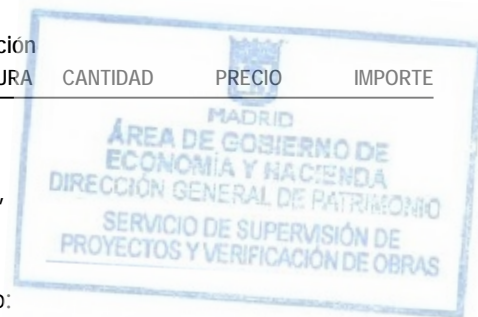 ción
URA CANTIDAD PRECIO IMPORTE
MADRID
ÁREA DE GOBIERNO DE
ECONOMÍA Y HACIENDA
DIRECCIÓN GENERAL DE PATRIMONIO
,
SERVICIO DE SUPERVISIÓN DE
PROYECTOS Y VERIFICACIÓN DE OBRAS
o: